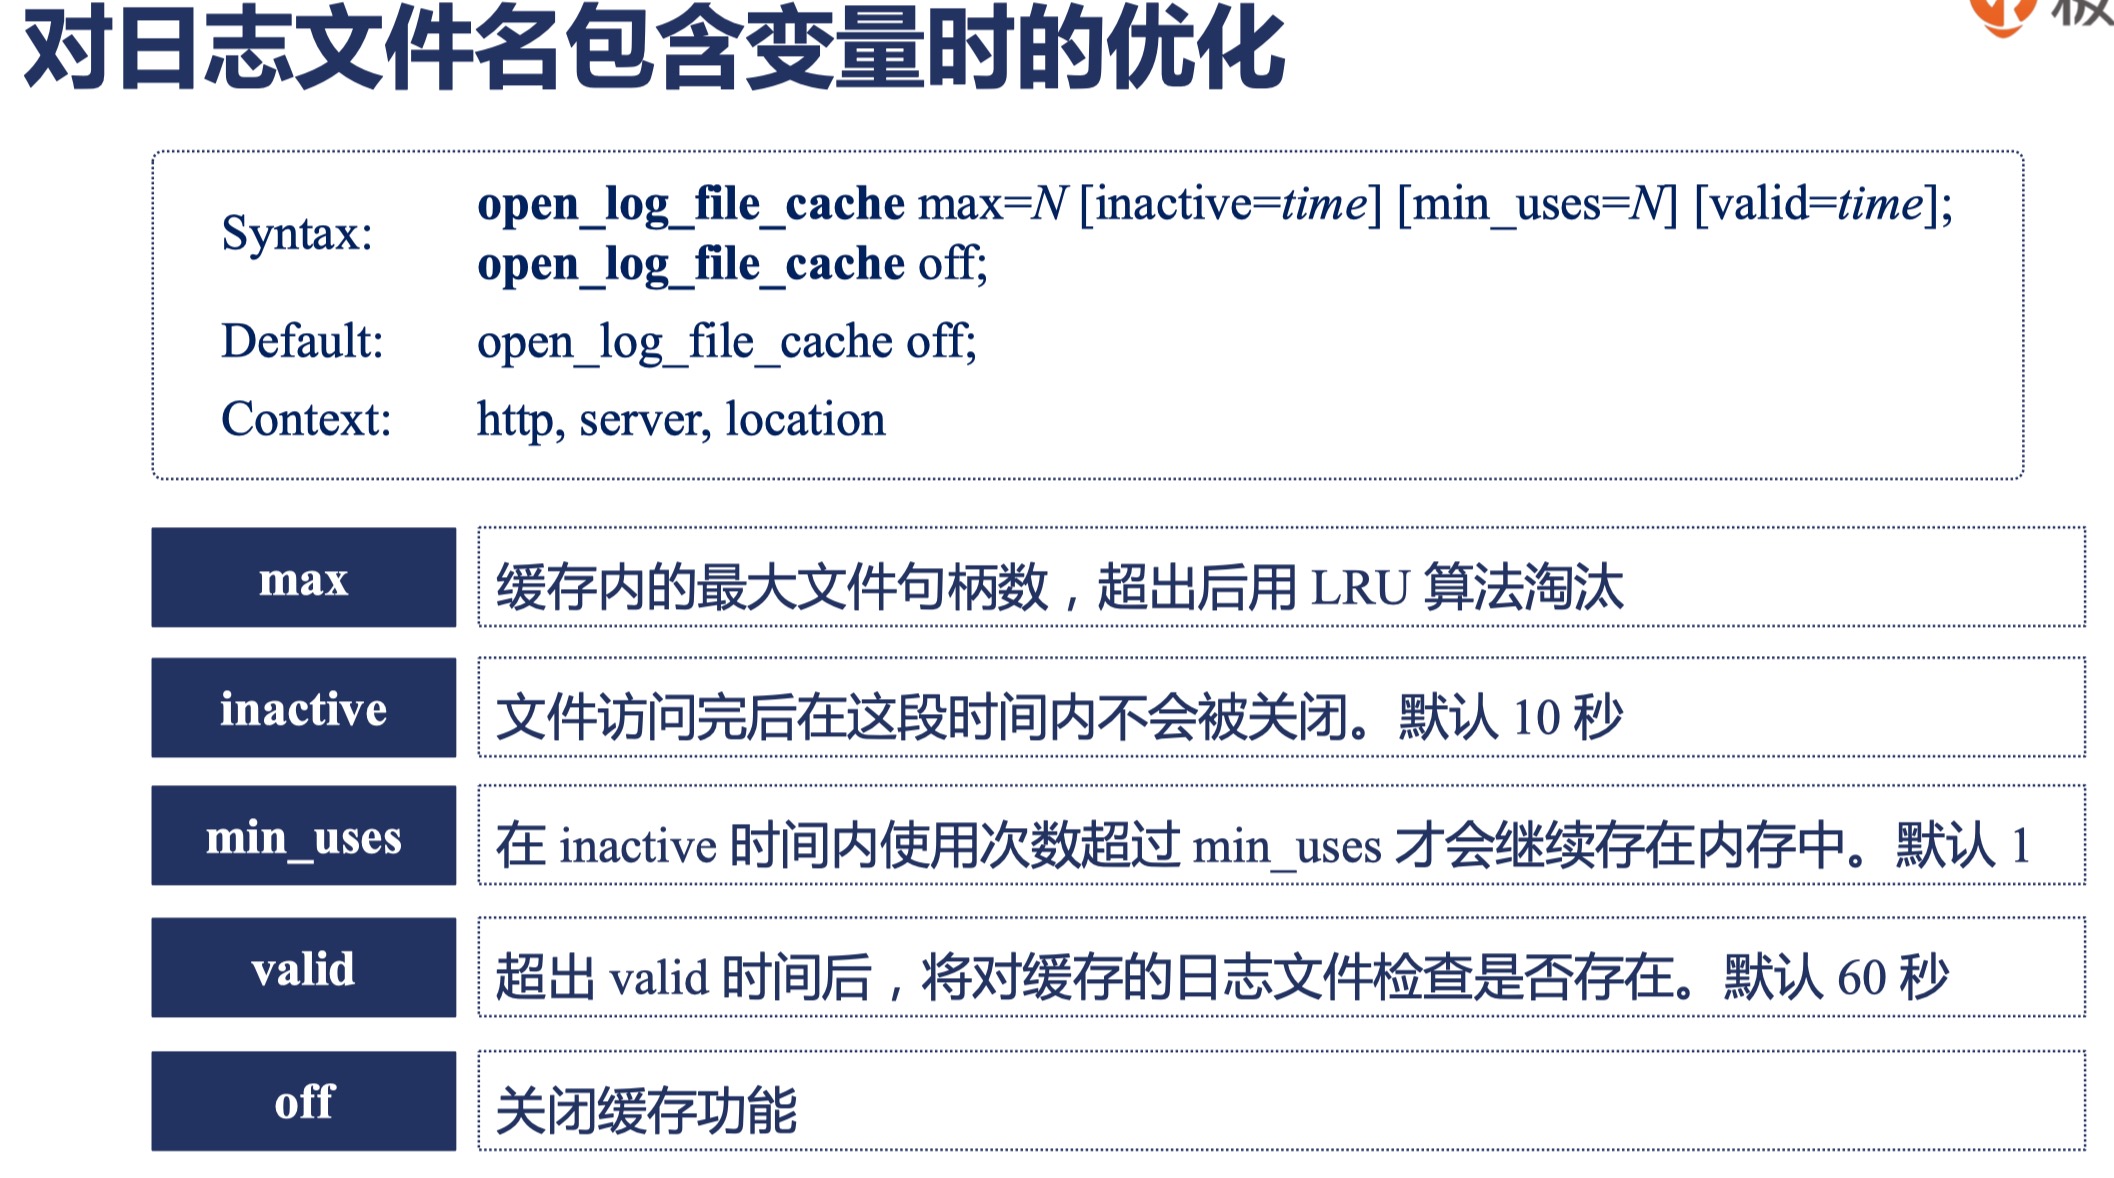 对日志文件名包含变量时的优化
Syntax:
open_log_file_cache max=N [inactive=time] [min_uses=N] [valid=time];
open_log_file_cache off;
Default:
open_log_file_cache off;
Context:
http, server, location
max
缓存内的最大文件句柄数，超出后用 LRU 算法淘汰
inactive
文件访问完后在这段时间内不会被关闭。默认 10 秒
min_uses
在 inactive 时间内使用次数超过 min_uses 才会继续存在内存中。默认 1
valid
超出 valid 时间后，将对缓存的日志文件检查是否存在。默认 60 秒
off
关闭缓存功能